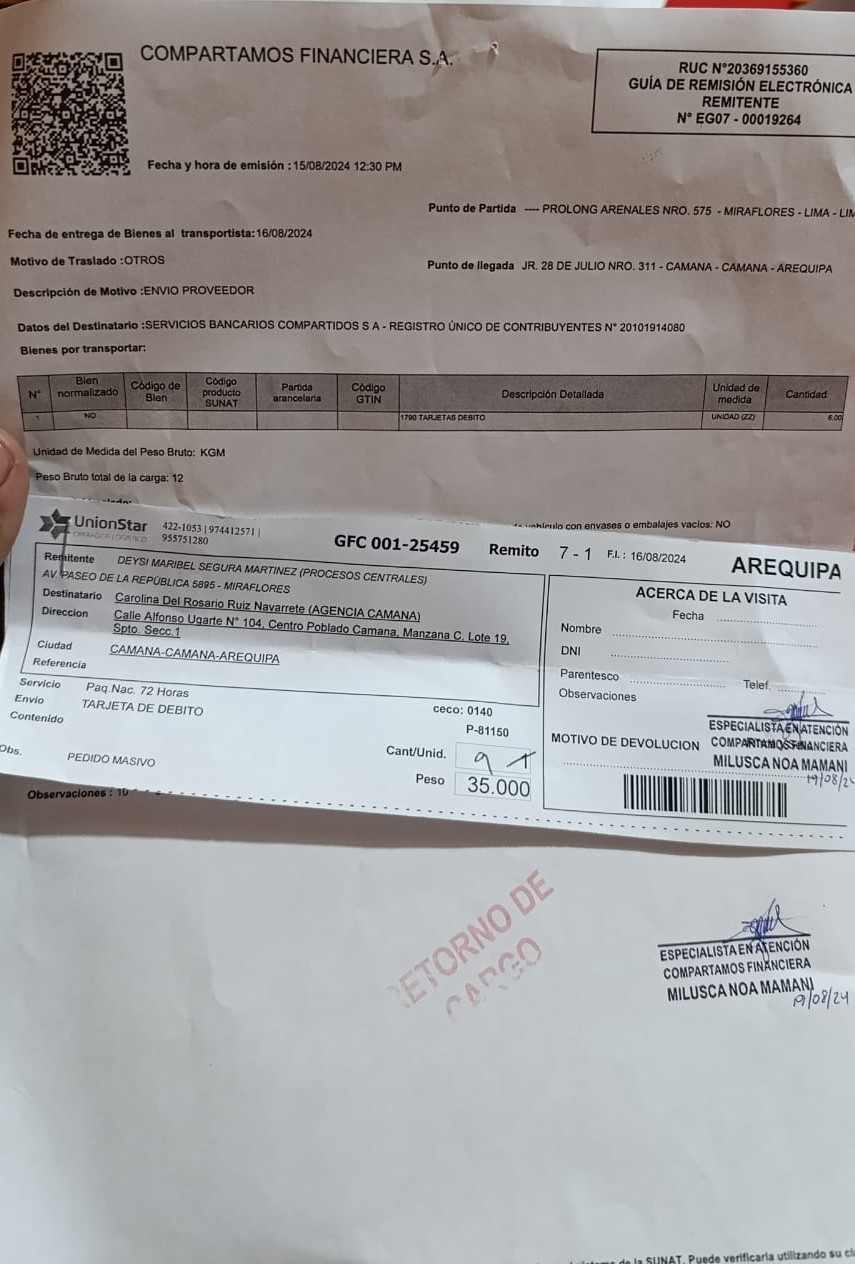 COMPARTAMOS FINANCIERA S.A.
RUC N°20369155360
GUÍA DE REMISIÓN ELECTRÓNICA
REMITENTE
N° EG07 - 00019264
Fecha y hora de emisión : 15/08/2024 12:30 PM
Punto de Partida ---- PROLONG ARENALES NRO. 575 - MIRAFLORES - LIMA - LIM
Fecha de entrega de Bienes al transportista:16/08/2024
Motivo de Traslado :OTROS
Punto de llegada JR. 28 DE JULIO NRO. 311 - CAMANA - CAMANA - AREQUIPA
Descripción de Motivo :ENVIO PROVEEDOR
Datos del Destinatario :SERVICIOS BANCARIOS COMPARTIDOS S A - REGISTRO ÚNICO DE CONTRIBUYENTES N° 20101914080
Bienes por transportar:
N° Bien normalizado Código de Bien Código producto SUNAT Partida arancelaria Código GTIN Descripción Detallada Unidad de medida Cantidad
1 NO 1790 TARJETAS DEBITO UNIDAD (ZZ) 6.00
Unidad de Medida del Peso Bruto: KGM
Peso Bruto total de la carga: 12
vehículo con envases o embalajes vacíos: NO
UnionStar
OPERADOR LOGISTICO
422-1053 | 974412571 |
955751280
GFC 001-25459 Remito 7 - 1 F.I.: 16/08/2024 AREQUIPA
Remitente DEYSI MARIBEL SEGURA MARTINEZ (PROCESOS CENTRALES)
AV. PASEO DE LA REPÚBLICA 5895 - MIRAFLORES
Destinatario Carolina Del Rosario Ruiz Navarrete (AGENCIA CAMANA)
Direccion Calle Alfonso Ugarte N° 104, Centro Poblado Camana, Manzana C, Lote 19,
Spto. Secc.1
Ciudad CAMANA-CAMANA-AREQUIPA
Referencia
Servicio Paq.Nac. 72 Horas
Envio TARJETA DE DEBITO
Contenido
ceco: 0140
P-81150
Cant/Unid. 9 1
Peso 35.000
Obs. PEDIDO MASIVO
ACERCA DE LA VISITA
Fecha
Nombre
DNI
Parentesco Telef.
Observaciones
MOTIVO DE DEVOLUCION
ESPECIALISTA EN ATENCIÓN
COMPARTAMOS FINANCIERA
MILUSCA NOA MAMANI
19/08/2
Observaciones : 10
RETORNO DE
CARGO
ESPECIALISTA EN ATENCIÓN
COMPARTAMOS FINANCIERA
MILUSCA NOA MAMANI
19/08/24
de la SUNAT. Puede verificarla utilizando su cl